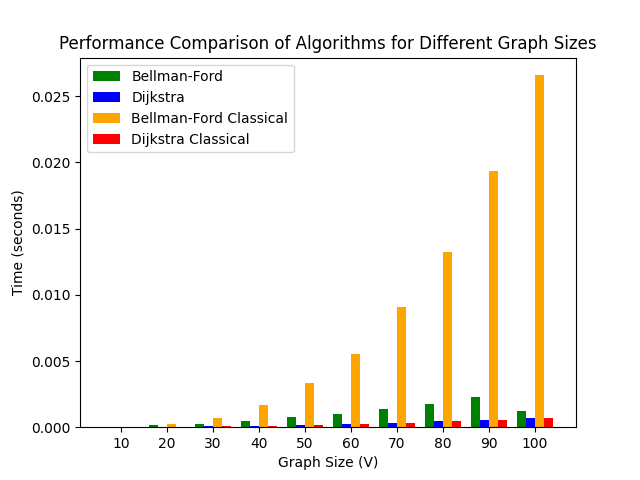 Performance Comparison of Algorithms for Different Graph Sizes
Bellman-Ford
Dijkstra
Bellman-Ford Classical
Dijkstra Classical
Time (seconds)
0.025
0.020
0.015
0.010
0.005
0.000
10 20 30 40 50 60 70 80 90 100
Graph Size (V)